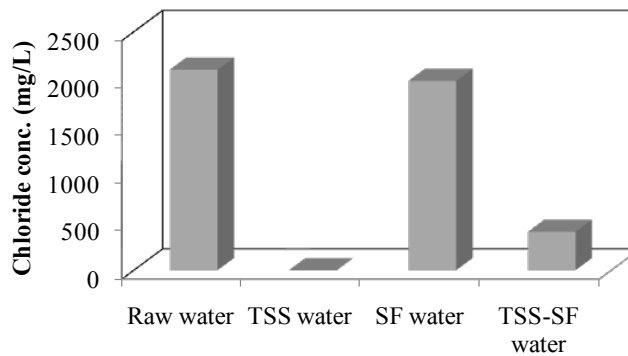 Chloride conc. (mg/L)
2500
2000
1500
1000
500
0
Raw water
TSS water
SF water
TSS-SF
water